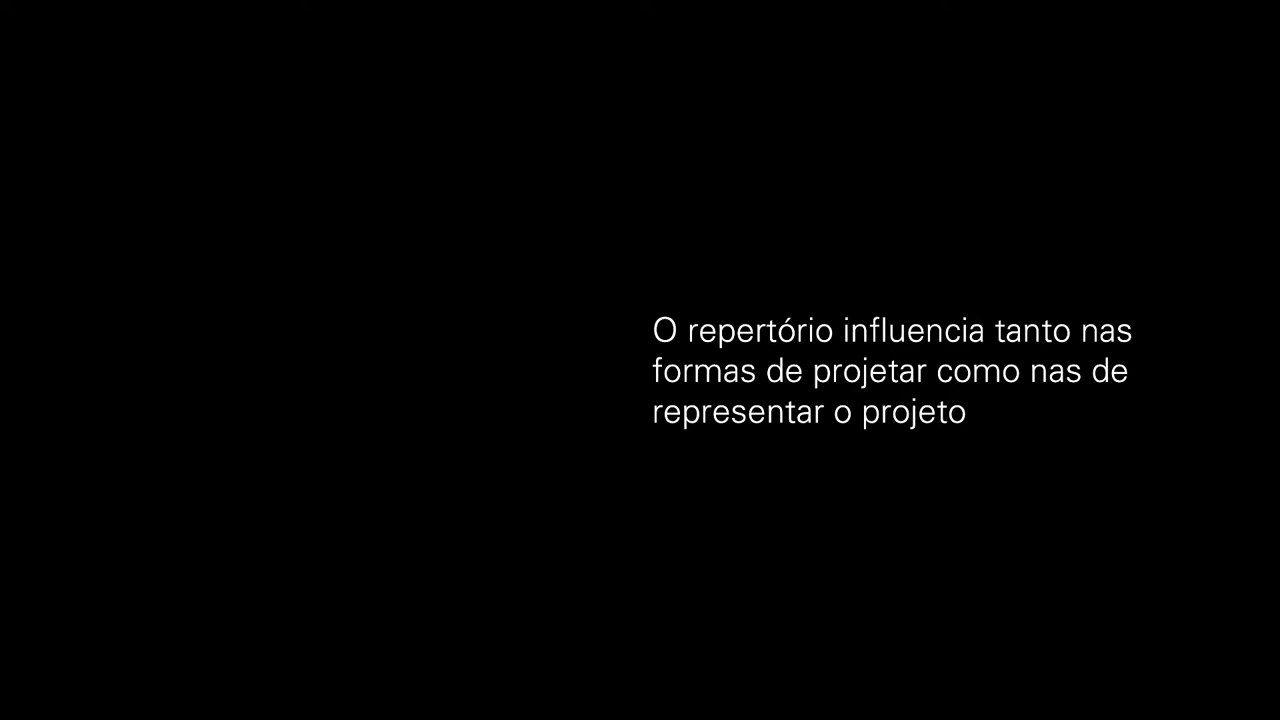 O repertório influencia tanto nas
formas de projetar como nas de
representar o projeto